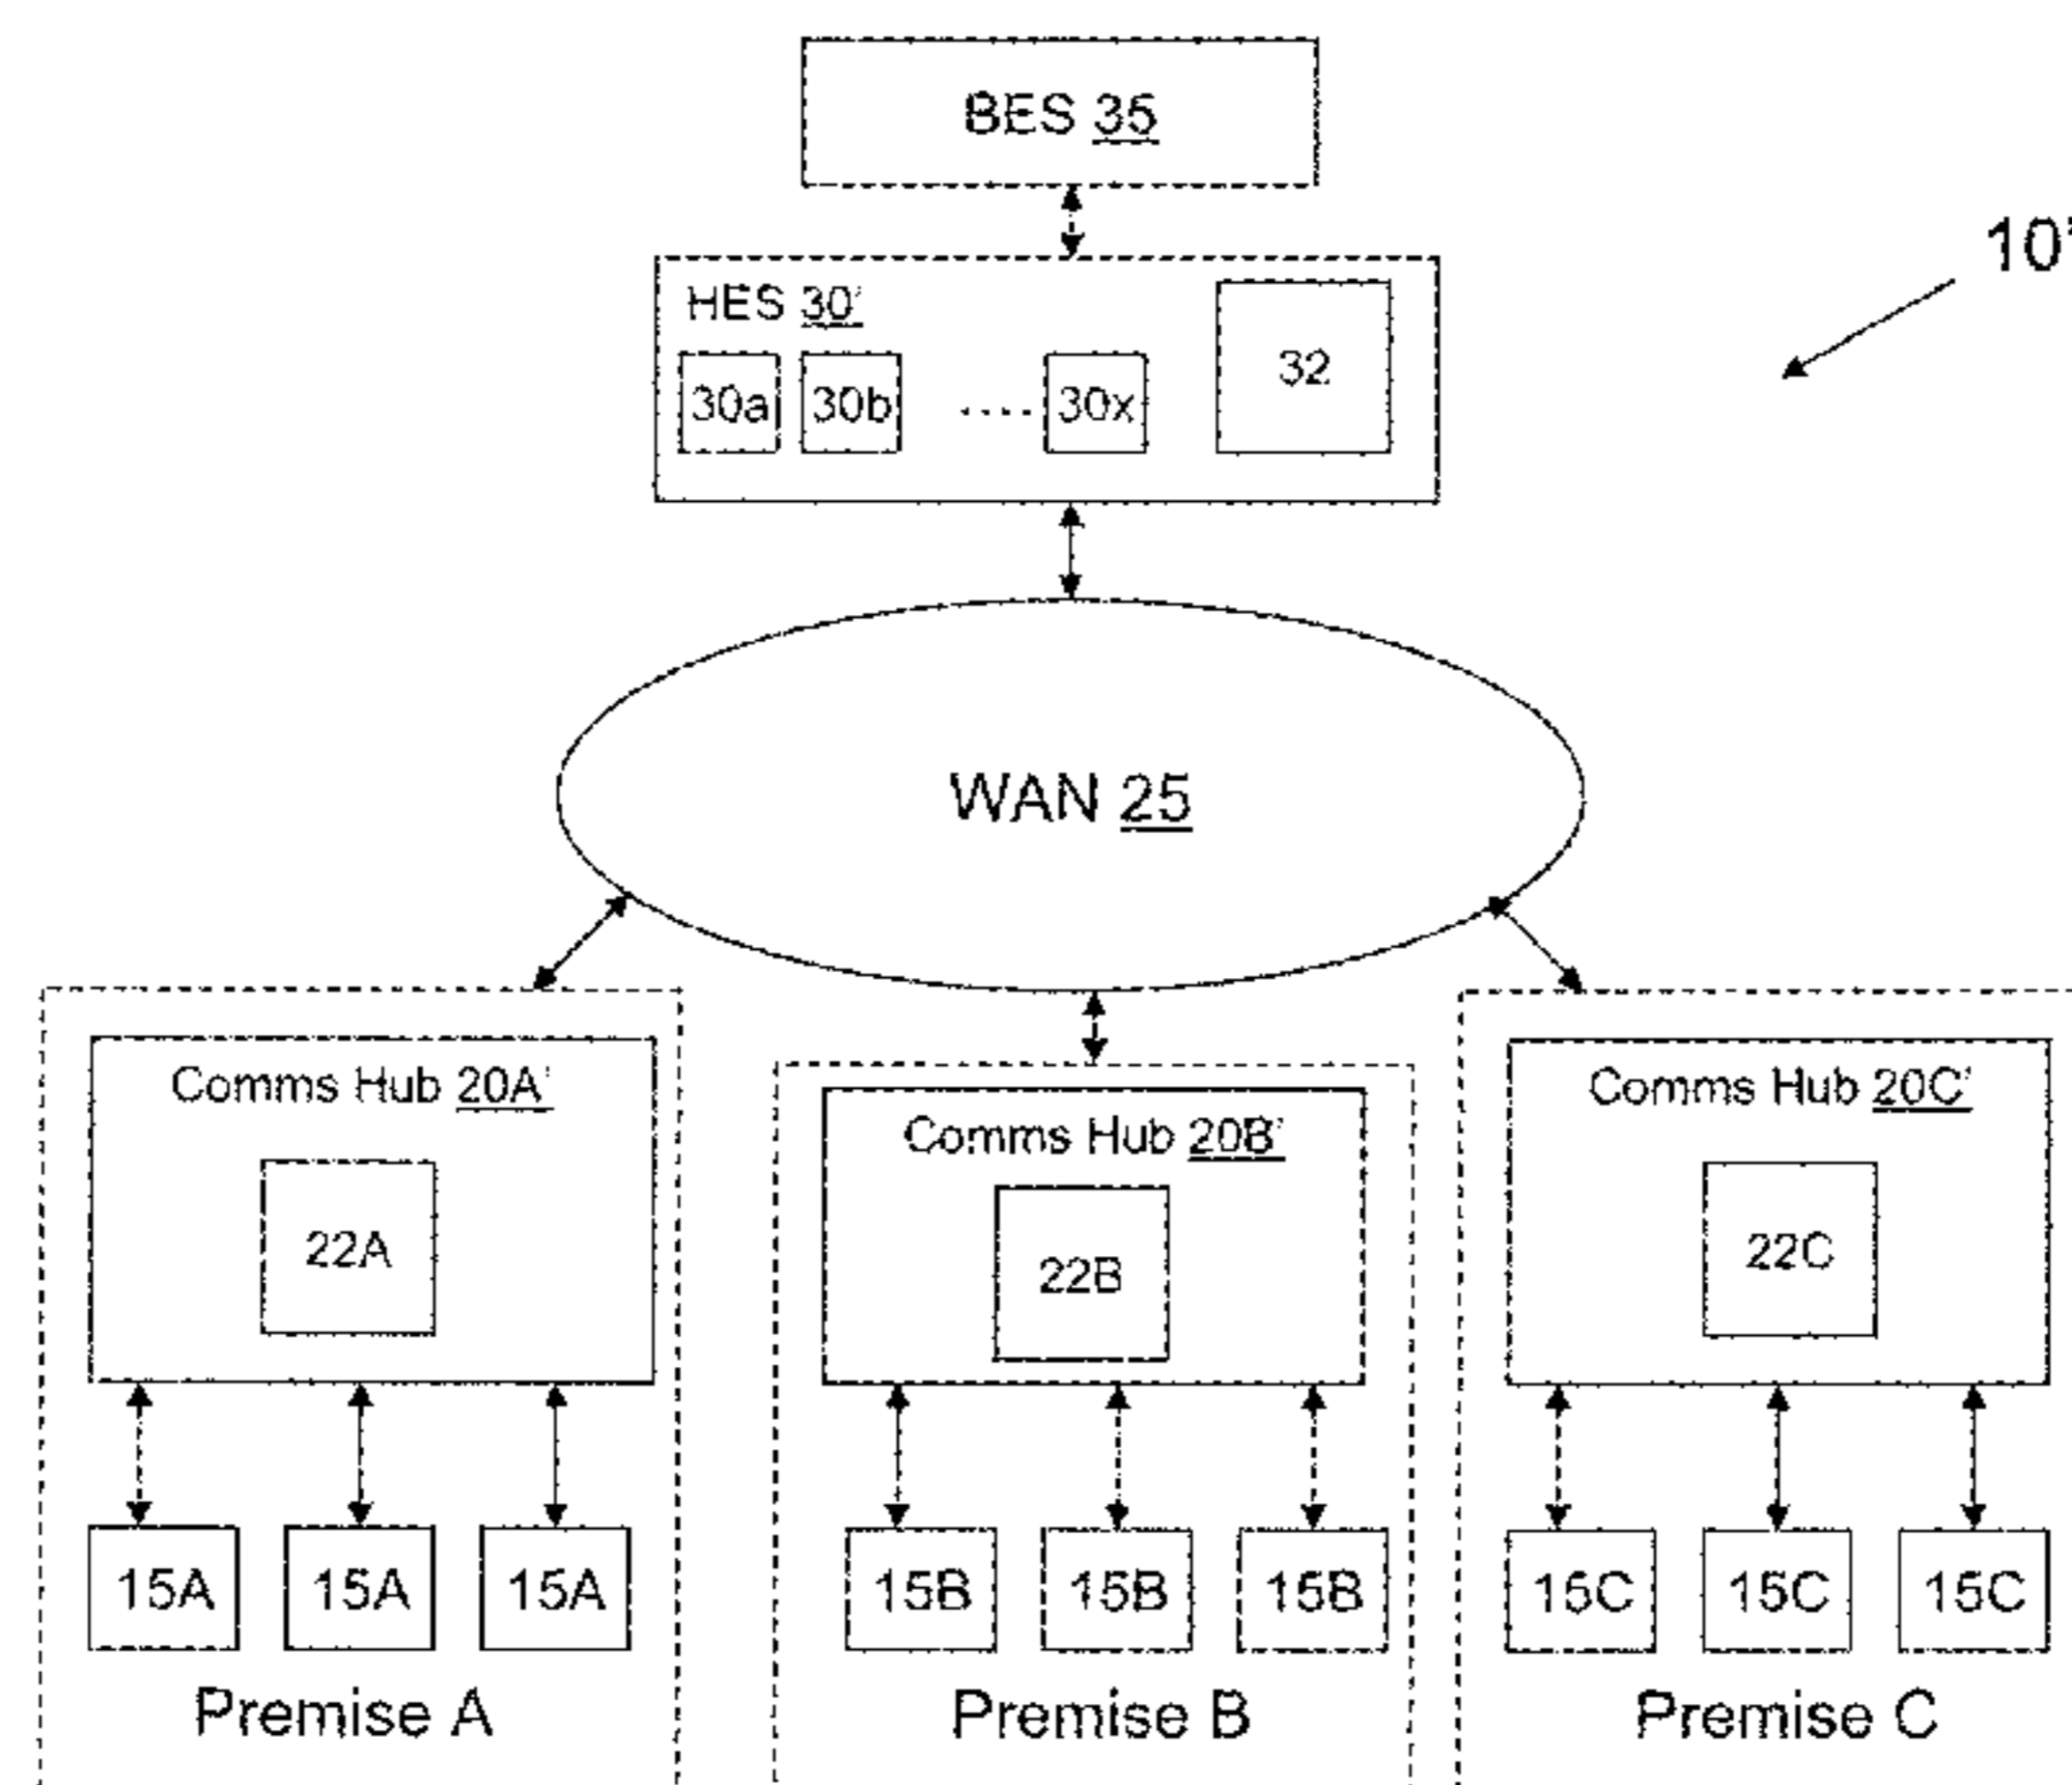 BES 35
10'
HES 30'
32
30a 30b ..... 30x
WAN 25
Comms Hub 20A'
Comms Hub 20B'
Comms Hub 20C'
22A
22B
22C
15A 15A 15A
15B 15B 15B
15C 15C 15C
Premise A
Premise B
Premise C